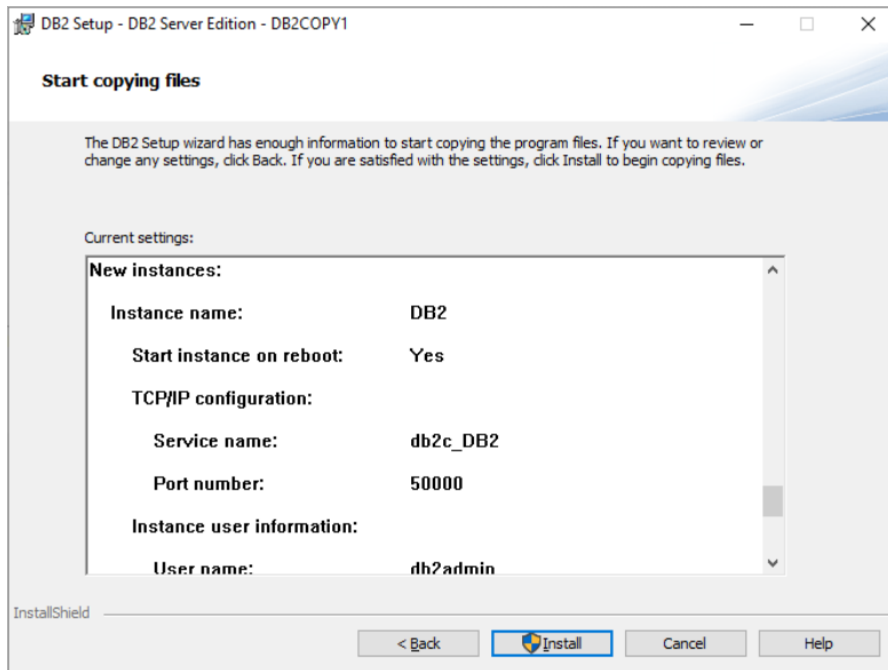 DB2 Setup - DB2 Server Edition - DB2COPY1
Start copying files
The DB2 Setup wizard has enough information to start copying the program files. If you want to review or
change any settings, click Back. If you are satisfied with the settings, click Install to begin copying files.
Current settings:
New instances:
Instance name: DB2
Start instance on reboot: Yes
TCP/IP configuration:
Service name: db2c_DB2
Port number: 50000
Instance user information:
User name: db2admin
InstallShield
< Back Install Cancel Help